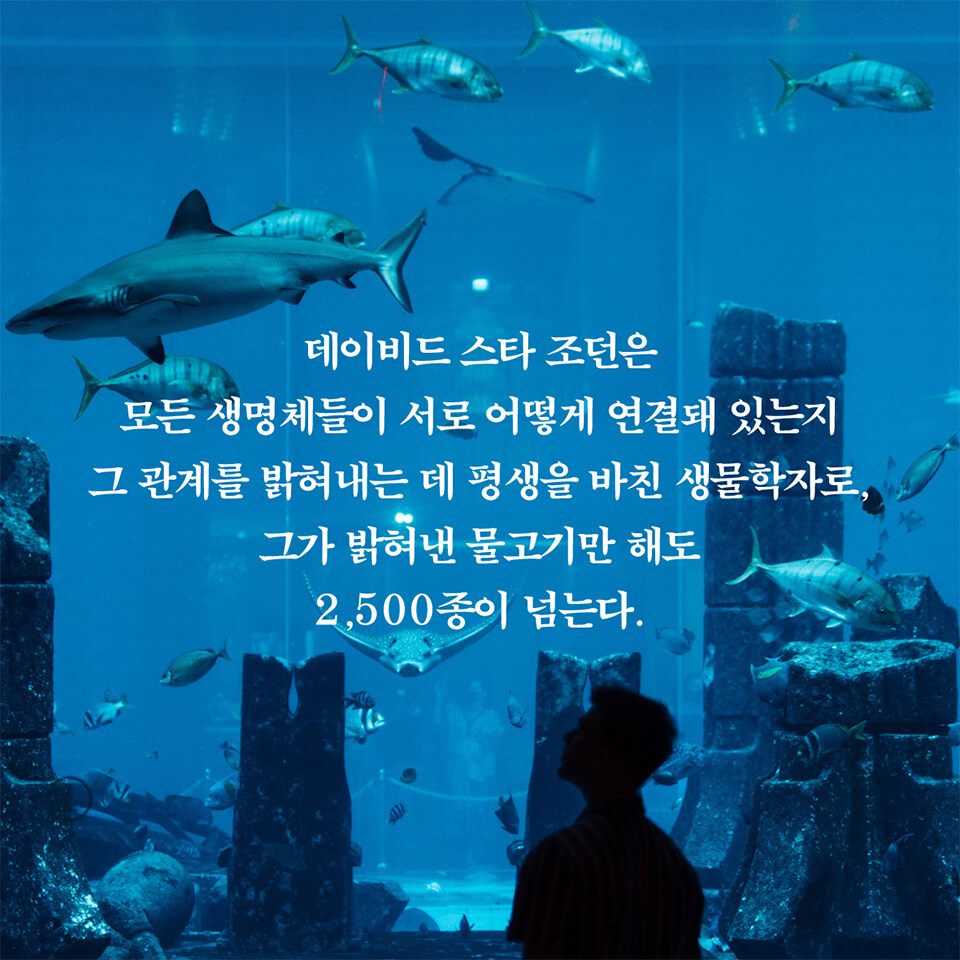 데이비드 스타 조던은
모든 생명체들이 서로 어떻게 연결돼 있는지
그 관계를 밝혀내는 데 평생을 바친 생물학자로,
그가 밝혀낸 물고기만 해도
2,500종이 넘는다.